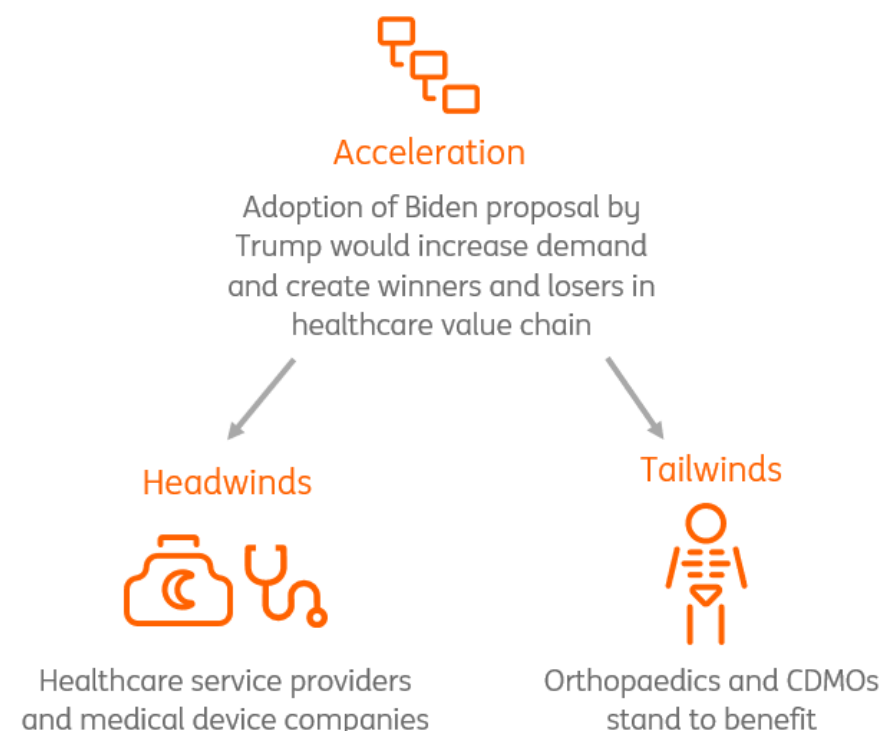 Acceleration
Adoption of Biden proposal by
Trump would increase demand
and create winners and losers in
healthcare value chain
Headwinds
Healthcare service providers
and medical device companies
Tailwinds
Orthopaedics and CDMOs
stand to benefit